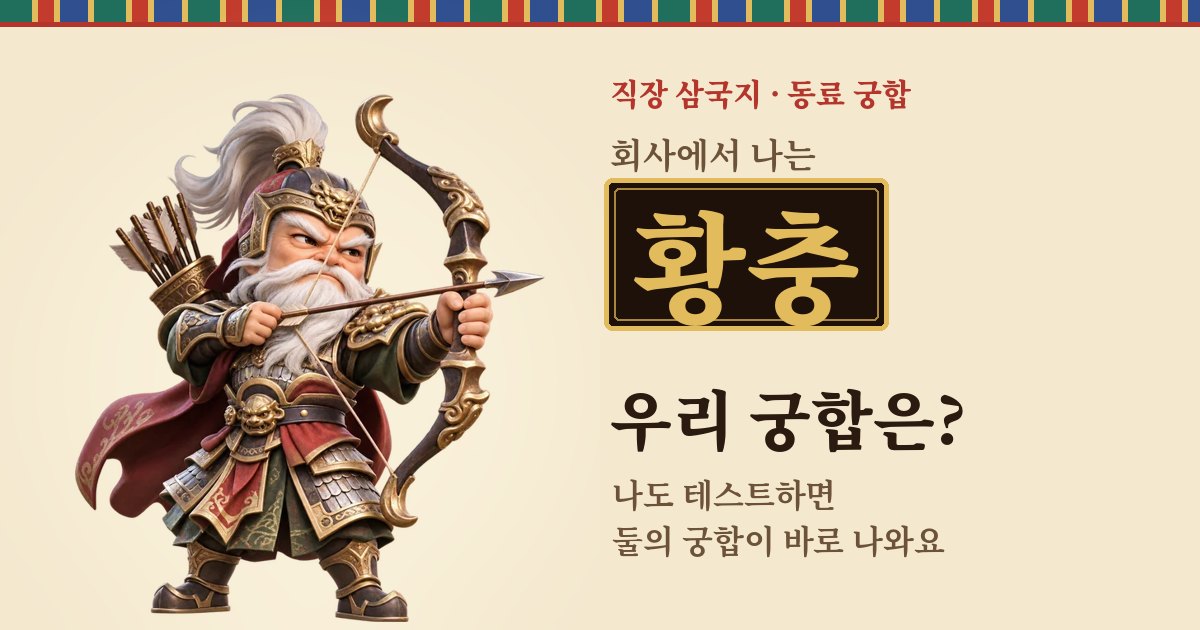 직장 삼국지 · 동료 궁합
회사에서 나는
황충
우리 궁합은?
나도 테스트하면
둘의 궁합이 바로 나와요